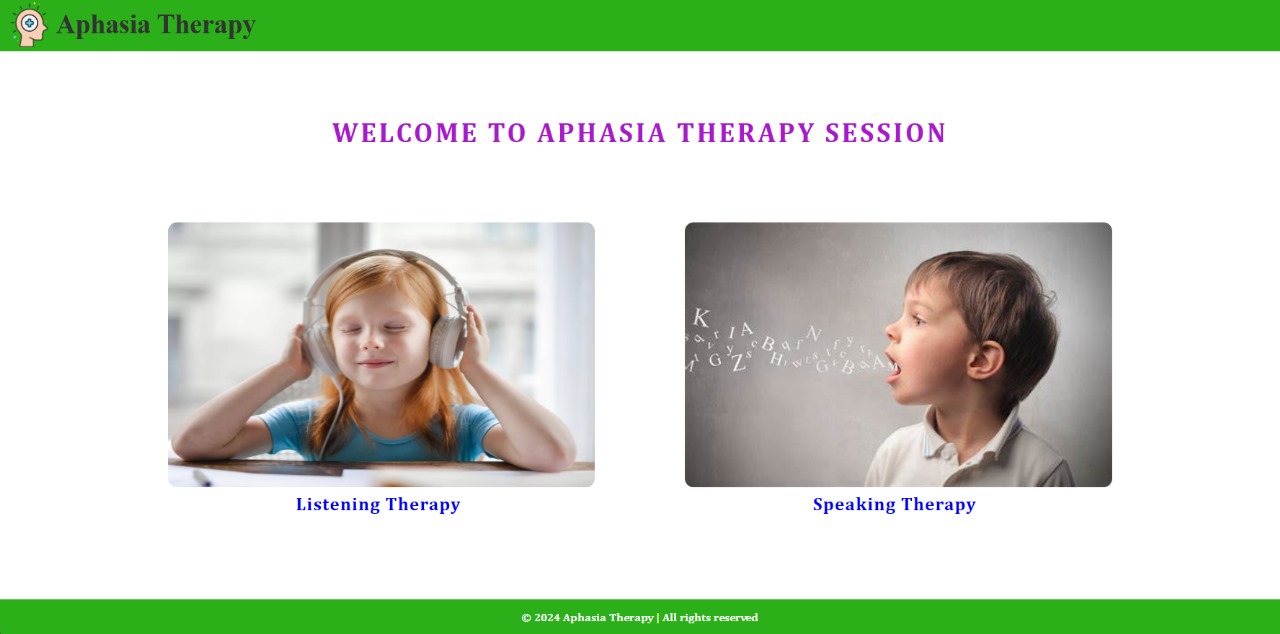 Aphasia Therapy
WELCOME TO APHASIA THERAPY SESSION
Listening Therapy
Speaking Therapy
© 2024 Aphasia Therapy | All rights reserved